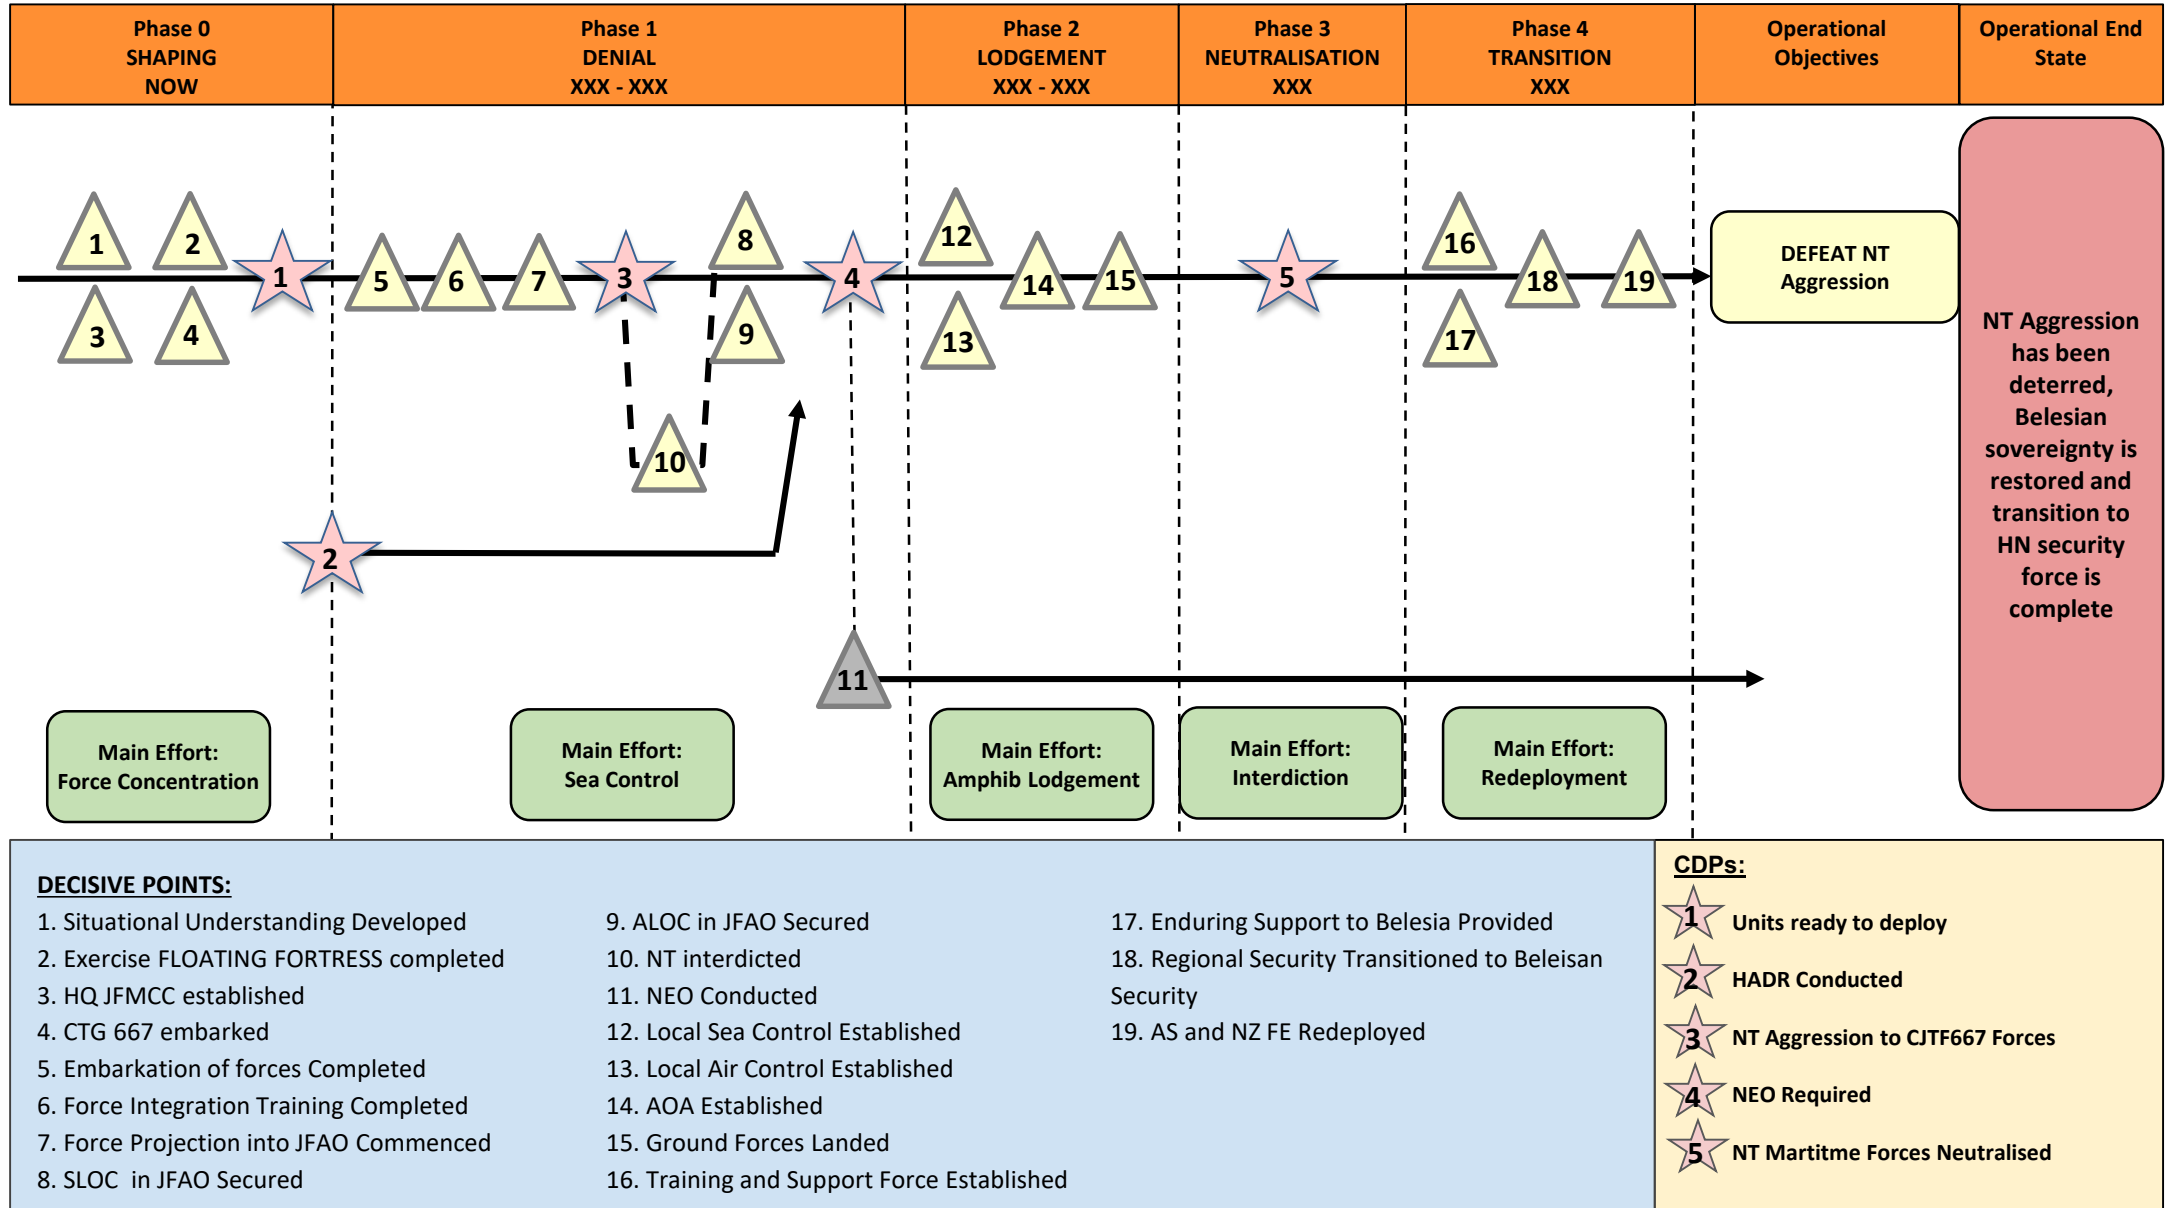 Phase 0
SHAPING
NOW
Phase 1
DENIAL
XXX - XXX
Phase 2
LODGEMENT
XXX - XXX
Phase 3
NEUTRALISATION
XXX
Phase 4
TRANSITION
XXX
Operational
Objectives
Operational End
State
1
2
3
4
1
5
6
7
3
8
9
10
4
2
11
12
13
14
15
5
16
17
18
19
DEFEAT NT
Aggression
NT Aggression
has been
deterred,
Belesian
sovereignty is
restored and
transition to
HN security
force is
complete
Main Effort:
Force Concentration
Main Effort:
Sea Control
Main Effort:
Amphib Lodgement
Main Effort:
Interdiction
Main Effort:
Redeployment
DECISIVE POINTS:
1. Situational Understanding Developed
2. Exercise FLOATING FORTRESS completed
3. HQ JFMCC established
4. CTG 667 embarked
5. Embarkation of forces Completed
6. Force Integration Training Completed
7. Force Projection into JFAO Commenced
8. SLOC  in JFAO Secured
9. ALOC in JFAO Secured
10. NT interdicted
11. NEO Conducted
12. Local Sea Control Established
13. Local Air Control Established
14. AOA Established
15. Ground Forces Landed
16. Training and Support Force Established
17. Enduring Support to Belesia Provided
18. Regional Security Transitioned to Beleisan
Security
19. AS and NZ FE Redeployed
CDPs:
1 Units ready to deploy
2 HADR Conducted
3 NT Aggression to CJTF667 Forces
4 NEO Required
5 NT Martitme Forces Neutralised